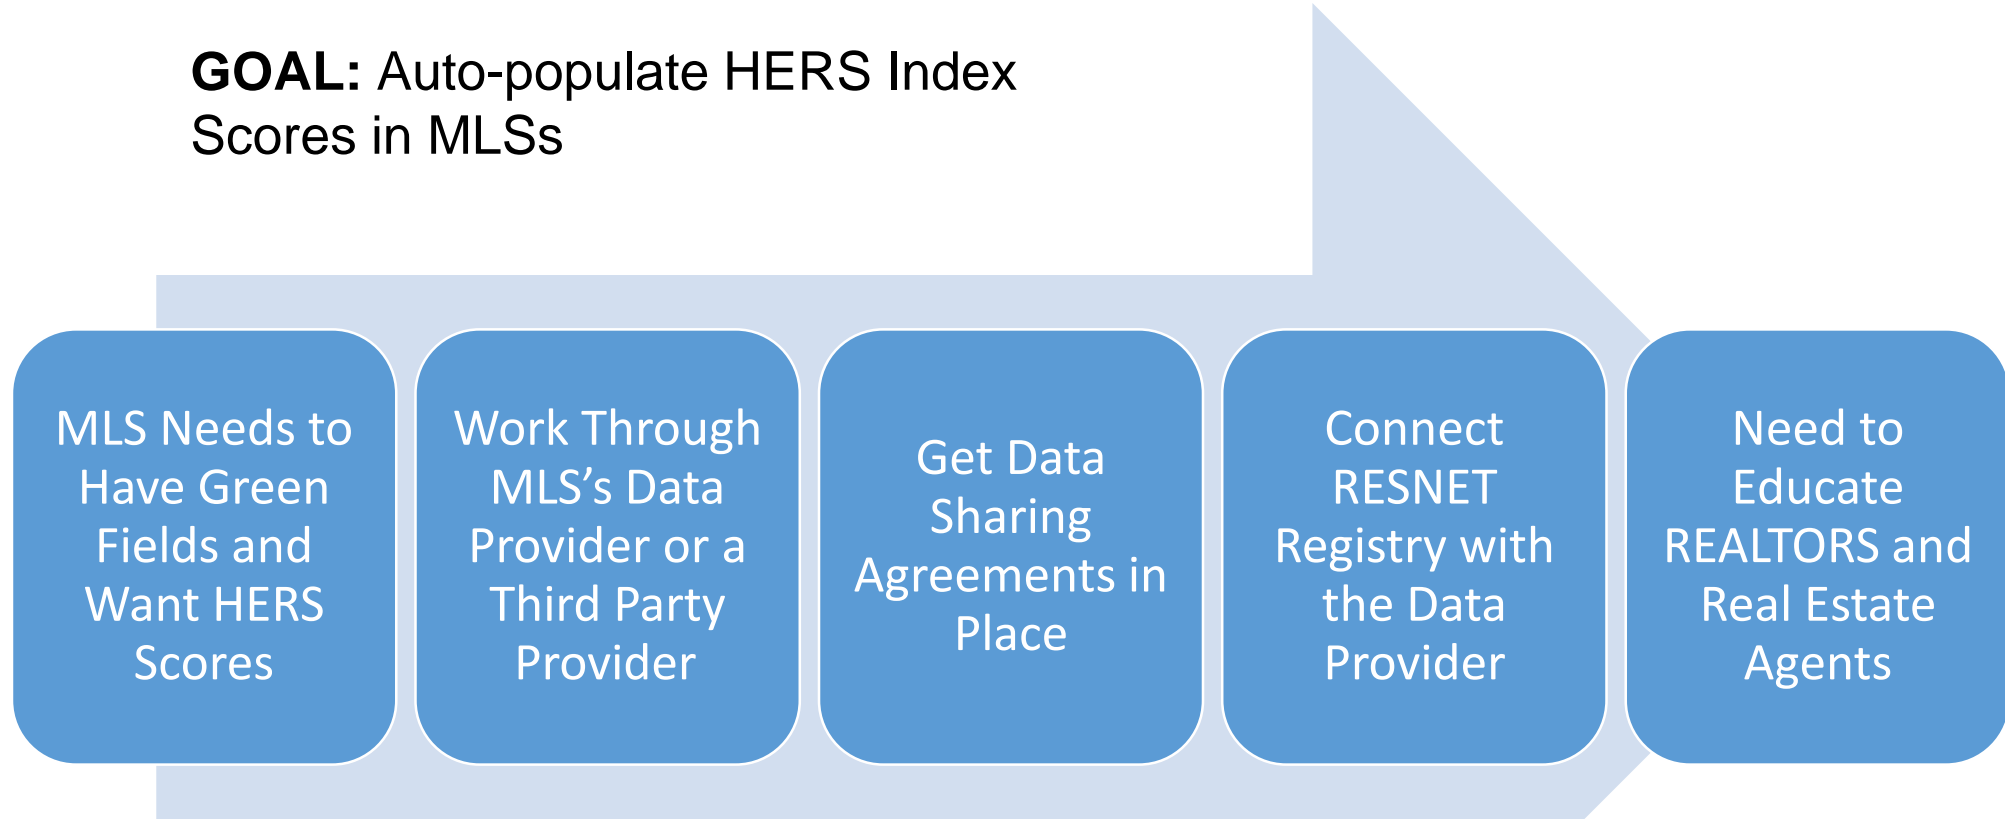 GOAL: Auto-populate HERS Index
Scores in MLSs
MLS Needs to
Have Green
Fields and
Want HERS
Scores
Work Through
MLS’s Data
Provider or a
Third Party
Provider
Get Data
Sharing
Agreements in
Place
Connect
RESNET
Registry with
the Data
Provider
Need to
Educate
REALTORS and
Real Estate
Agents